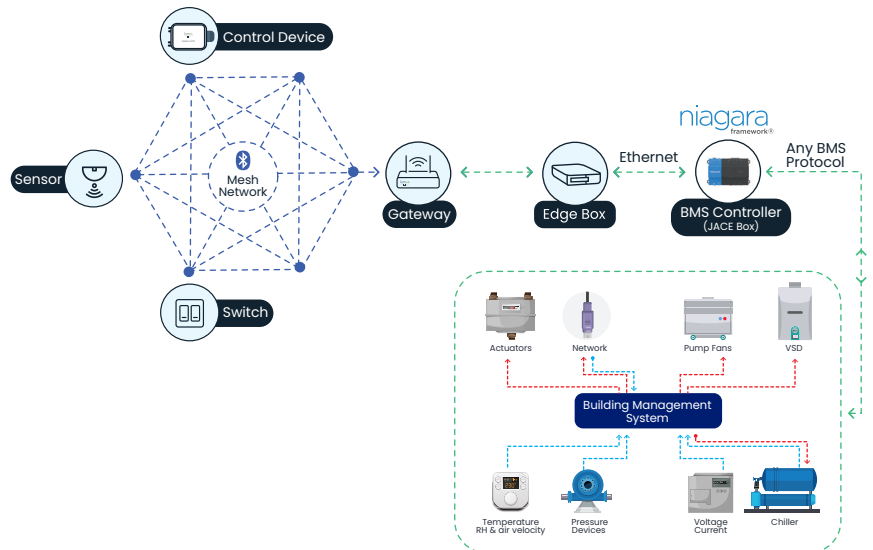 Control Device
niagara
framework®
Sensor
Mesh
Network
Gateway
Ethernet
Edge Box
Any BMS
Protocol
BMS Controller
(JACE Box)
Switch
Actuators
Network
Pump Fans
VSD
Building Management
System
Temperature
RH & air velocity
Pressure
Devices
Voltage
Current
Chiller